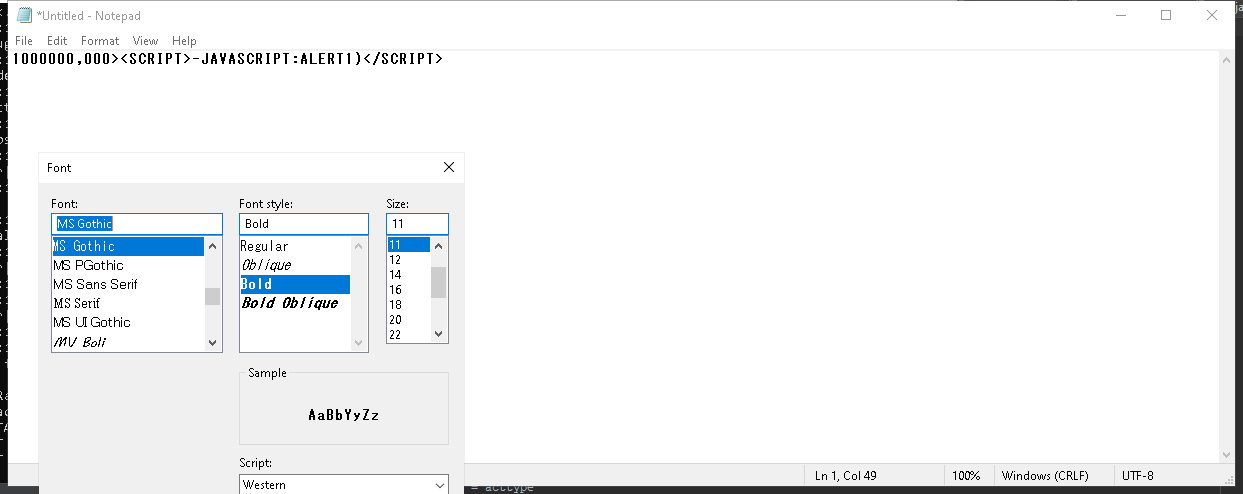 *Untitled - Notepad
File Edit Format View Help
1000000,000><SCRIPT>-JAVASCRIPT:ALERT1)</SCRIPT>
Font
Font: Font style: Size:
MS Gothic Bold 11
MS Gothic Regular 11
MS PGothic Oblique 12
MS Sans Serif Bold 14
MS Serif Bold Oblique 16
MS UI Gothic 18
MV Boli 20
22
Sample
AaBbYyZz
Script:
Western
Ln 1, Col 49 100% Windows (CRLF) UTF-8
= acctype